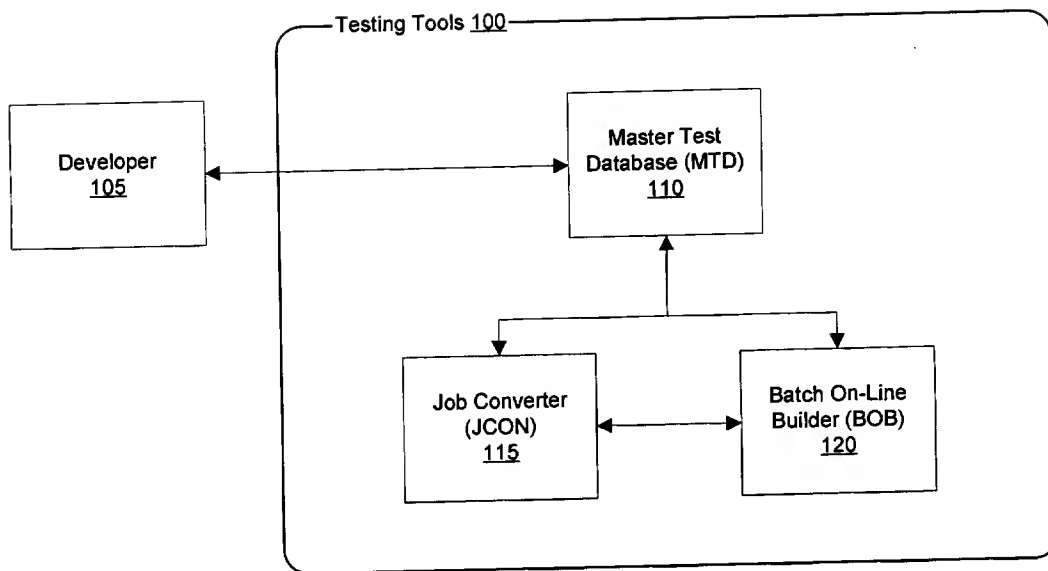 Testing Tools 100
Developer
105
Master Test
Database (MTD)
110
Job Converter
(JCON)
115
Batch On-Line
Builder (BOB)
120